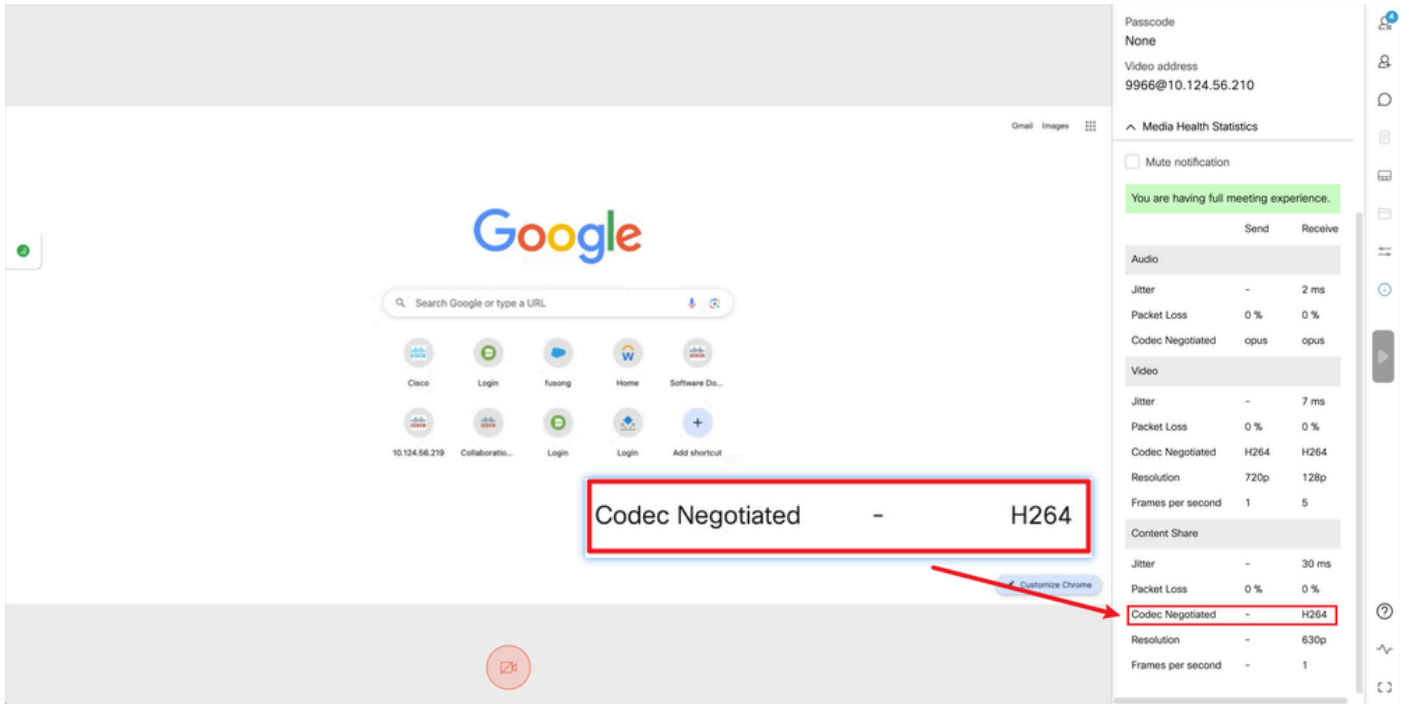 Gmail Images
Google
Search Google or type a URL
Cisco Login fusong Home Software Do...
10.124.56.219 Collaboratio... Login Login Add shortcut
Codec Negotiated - H264
Customize Chrome
Passcode
None
Video address
9966@10.124.56.210
Media Health Statistics
Mute notification
You are having full meeting experience.
Send Receive
Audio
Jitter - 2 ms
Packet Loss 0 % 0 %
Codec Negotiated opus opus
Video
Jitter - 7 ms
Packet Loss 0 % 0 %
Codec Negotiated H264 H264
Resolution 720p 128p
Frames per second 1 5
Content Share
Jitter - 30 ms
Packet Loss 0 % 0 %
Codec Negotiated - H264
Resolution - 630p
Frames per second - 1
4